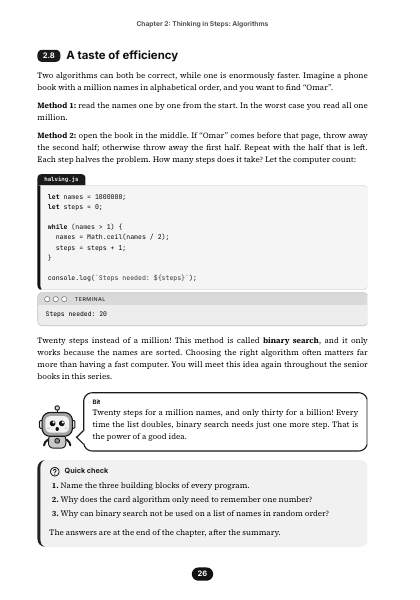 Chapter 2: Thinking in Steps: Algorithms
2.8 A taste of efficiency
Two algorithms can both be correct, while one is enormously faster. Imagine a phone
book with a million names in alphabetical order, and you want to find “Omar”.
Method 1: read the names one by one from the start. In the worst case you read all one
million.
Method 2: open the book in the middle. If “Omar” comes before that page, throw away
the second half; otherwise throw away the first half. Repeat with the half that is left.
Each step halves the problem. How many steps does it take? Let the computer count:
halving.js
let names = 1000000;
let steps = 0;
while (names > 1) {
  names = Math.ceil(names / 2);
  steps = steps + 1;
}
console.log(`Steps needed: ${steps}`);
TERMINAL
Steps needed: 20
Twenty steps instead of a million! This method is called binary search, and it only
works because the names are sorted. Choosing the right algorithm often matters far
more than having a fast computer. You will meet this idea again throughout the senior
books in this series.
Bit
Twenty steps for a million names, and only thirty for a billion! Every
time the list doubles, binary search needs just one more step. That is
the power of a good idea.
Quick check
1. Name the three building blocks of every program.
2. Why does the card algorithm only need to remember one number?
3. Why can binary search not be used on a list of names in random order?
The answers are at the end of the chapter, after the summary.
26